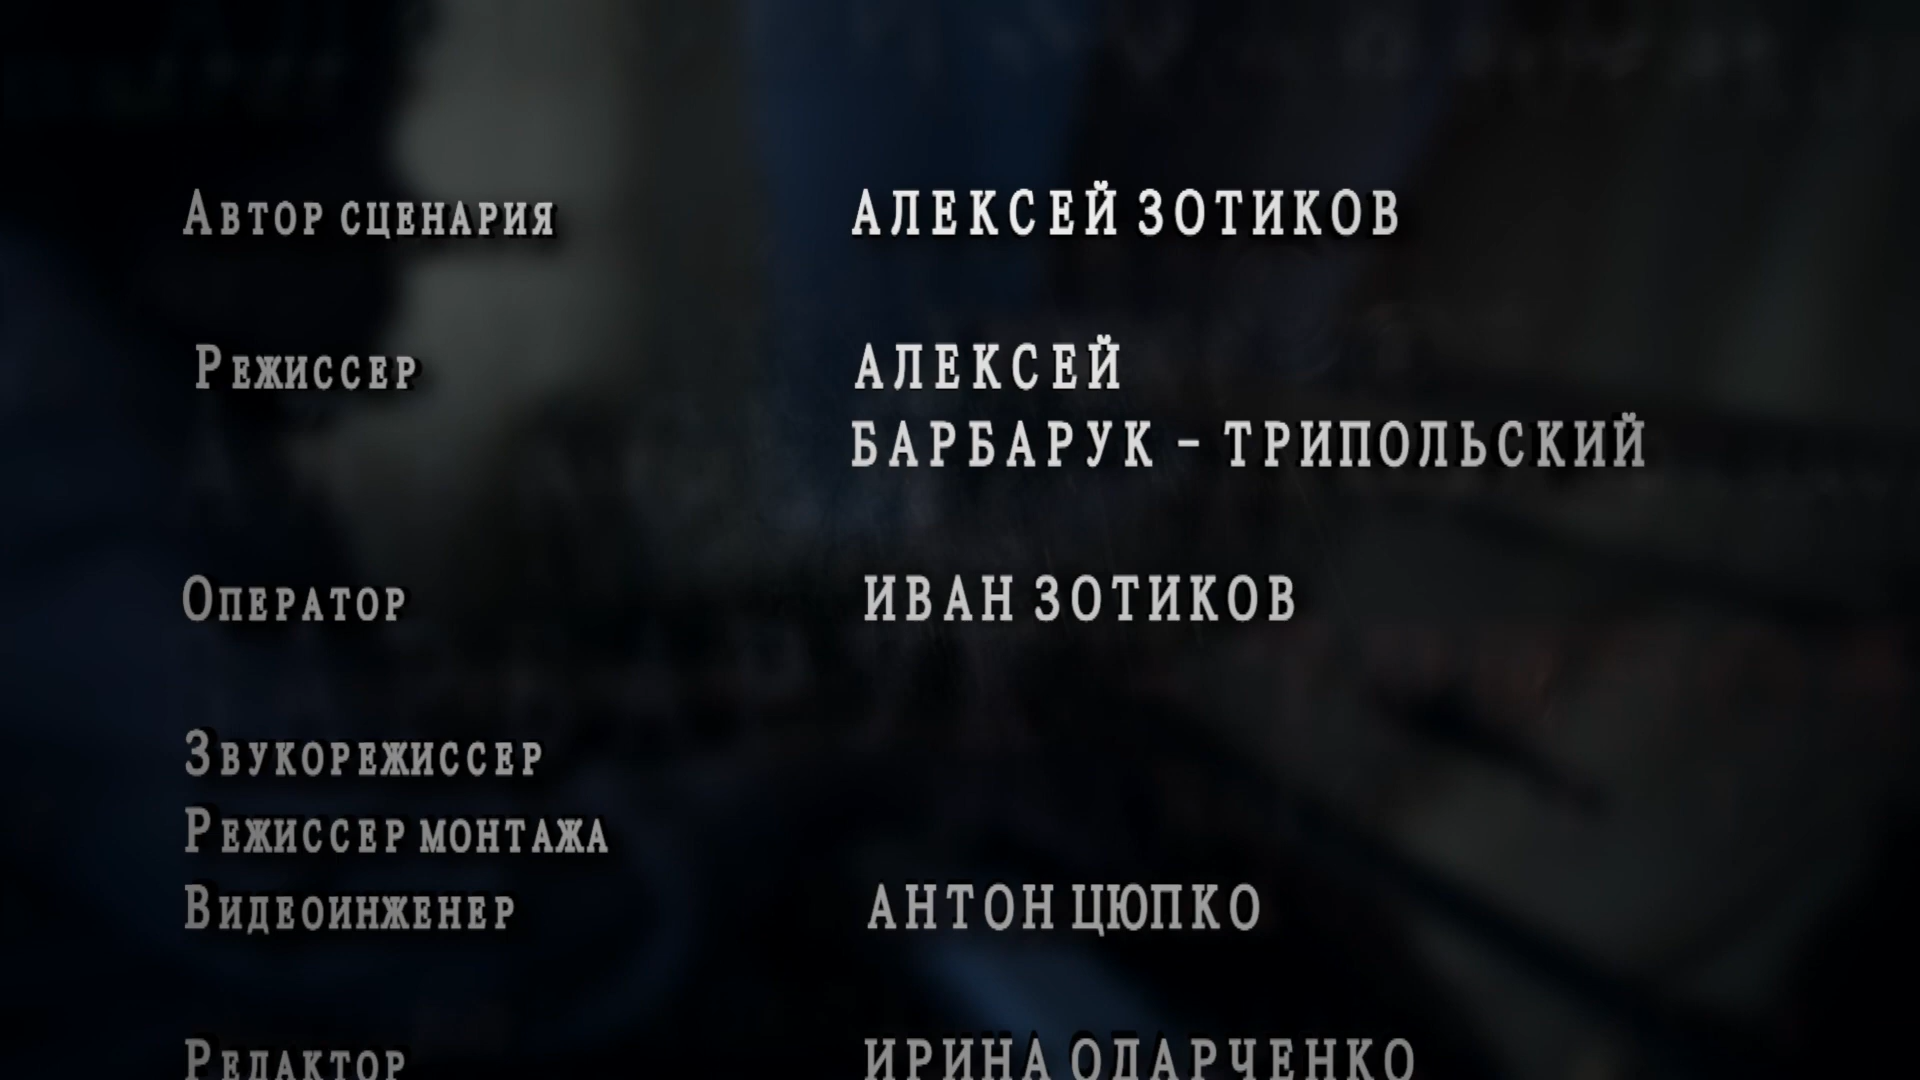 Автор сценария АЛЕКСЕЙ ЗОТИКОВ
Режиссер АЛЕКСЕЙ
БАРБАРУК - ТРИПОЛЬСКИЙ
Оператор ИВАН ЗОТИКОВ
Звукорежиссер
Режиссер монтажа
Видеоинженер АНТОН ЦЮПКО
Редактор ИРИНА ОДАРЧЕНКО